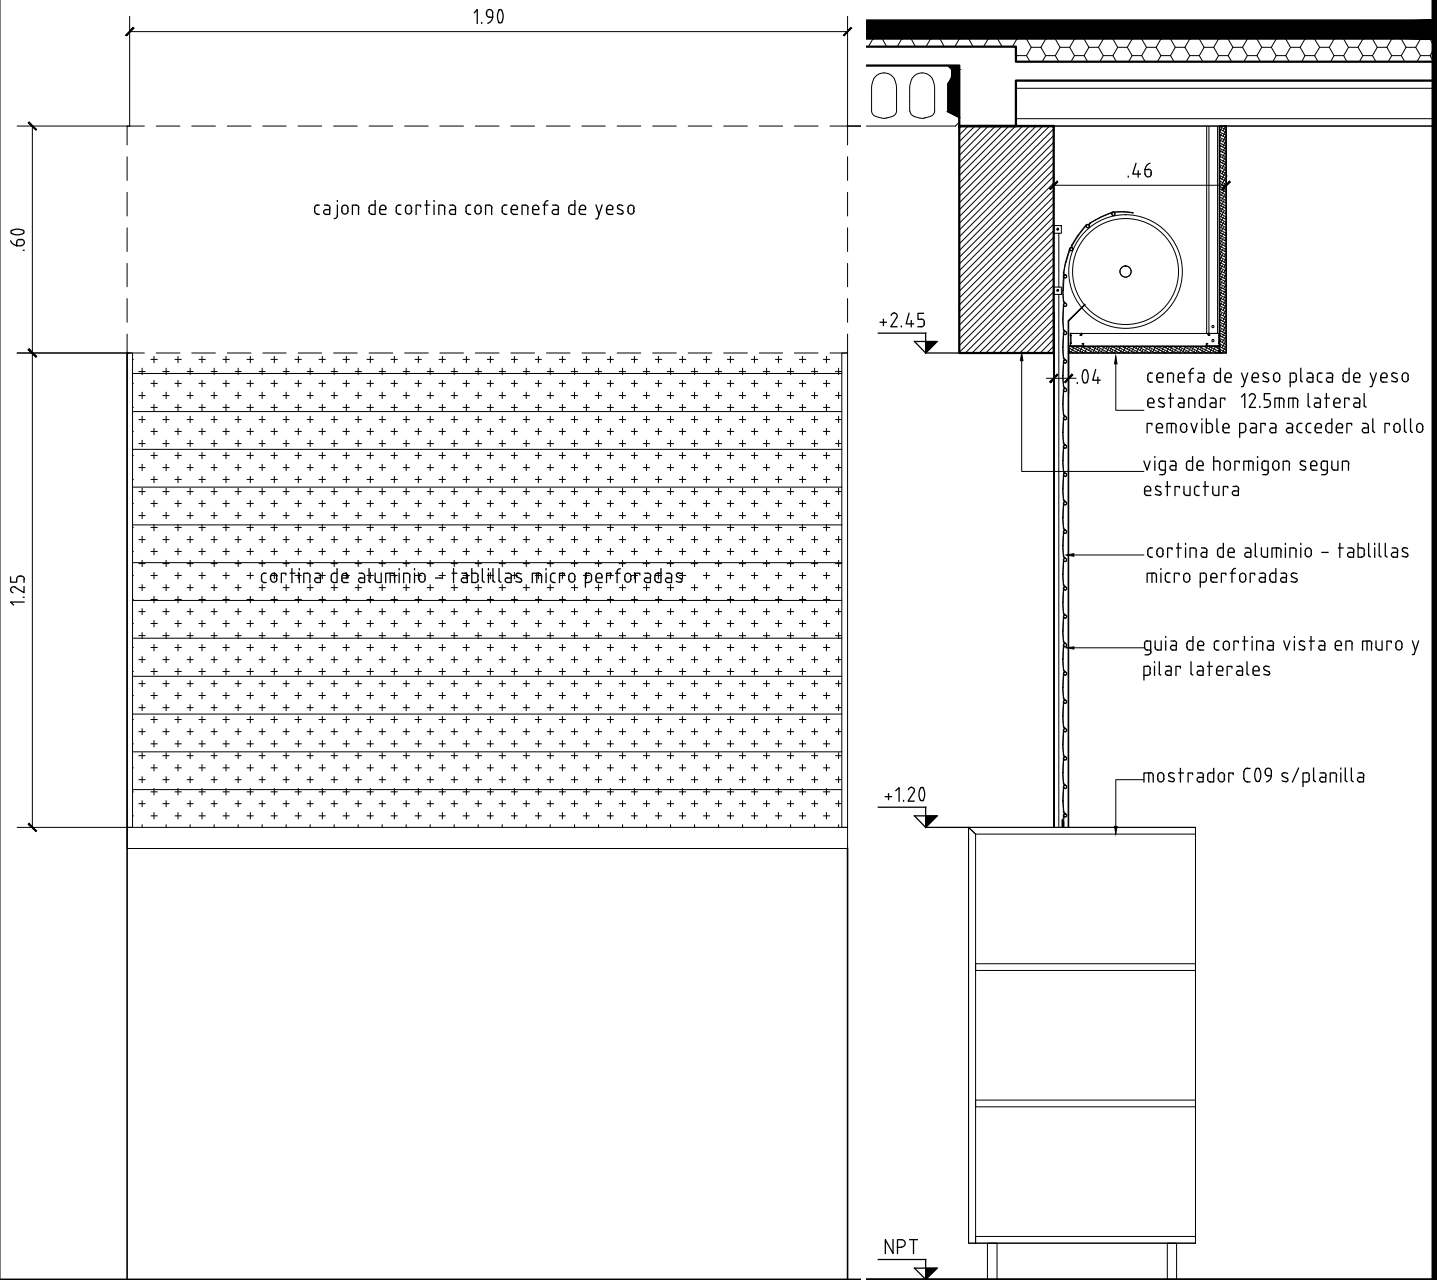 1.90
.60
cajon de cortina con cenefa de yeso
1.25
cortina de aluminio - tablillas micro perforadas
.46
+2.45
.04
cenefa de yeso placa de yeso
estandar 12.5mm lateral
removible para acceder al rollo
viga de hormigon segun
estructura
cortina de aluminio - tablillas
micro perforadas
guia de cortina vista en muro y
pilar laterales
mostrador C09 s/planilla
+1.20
NPT